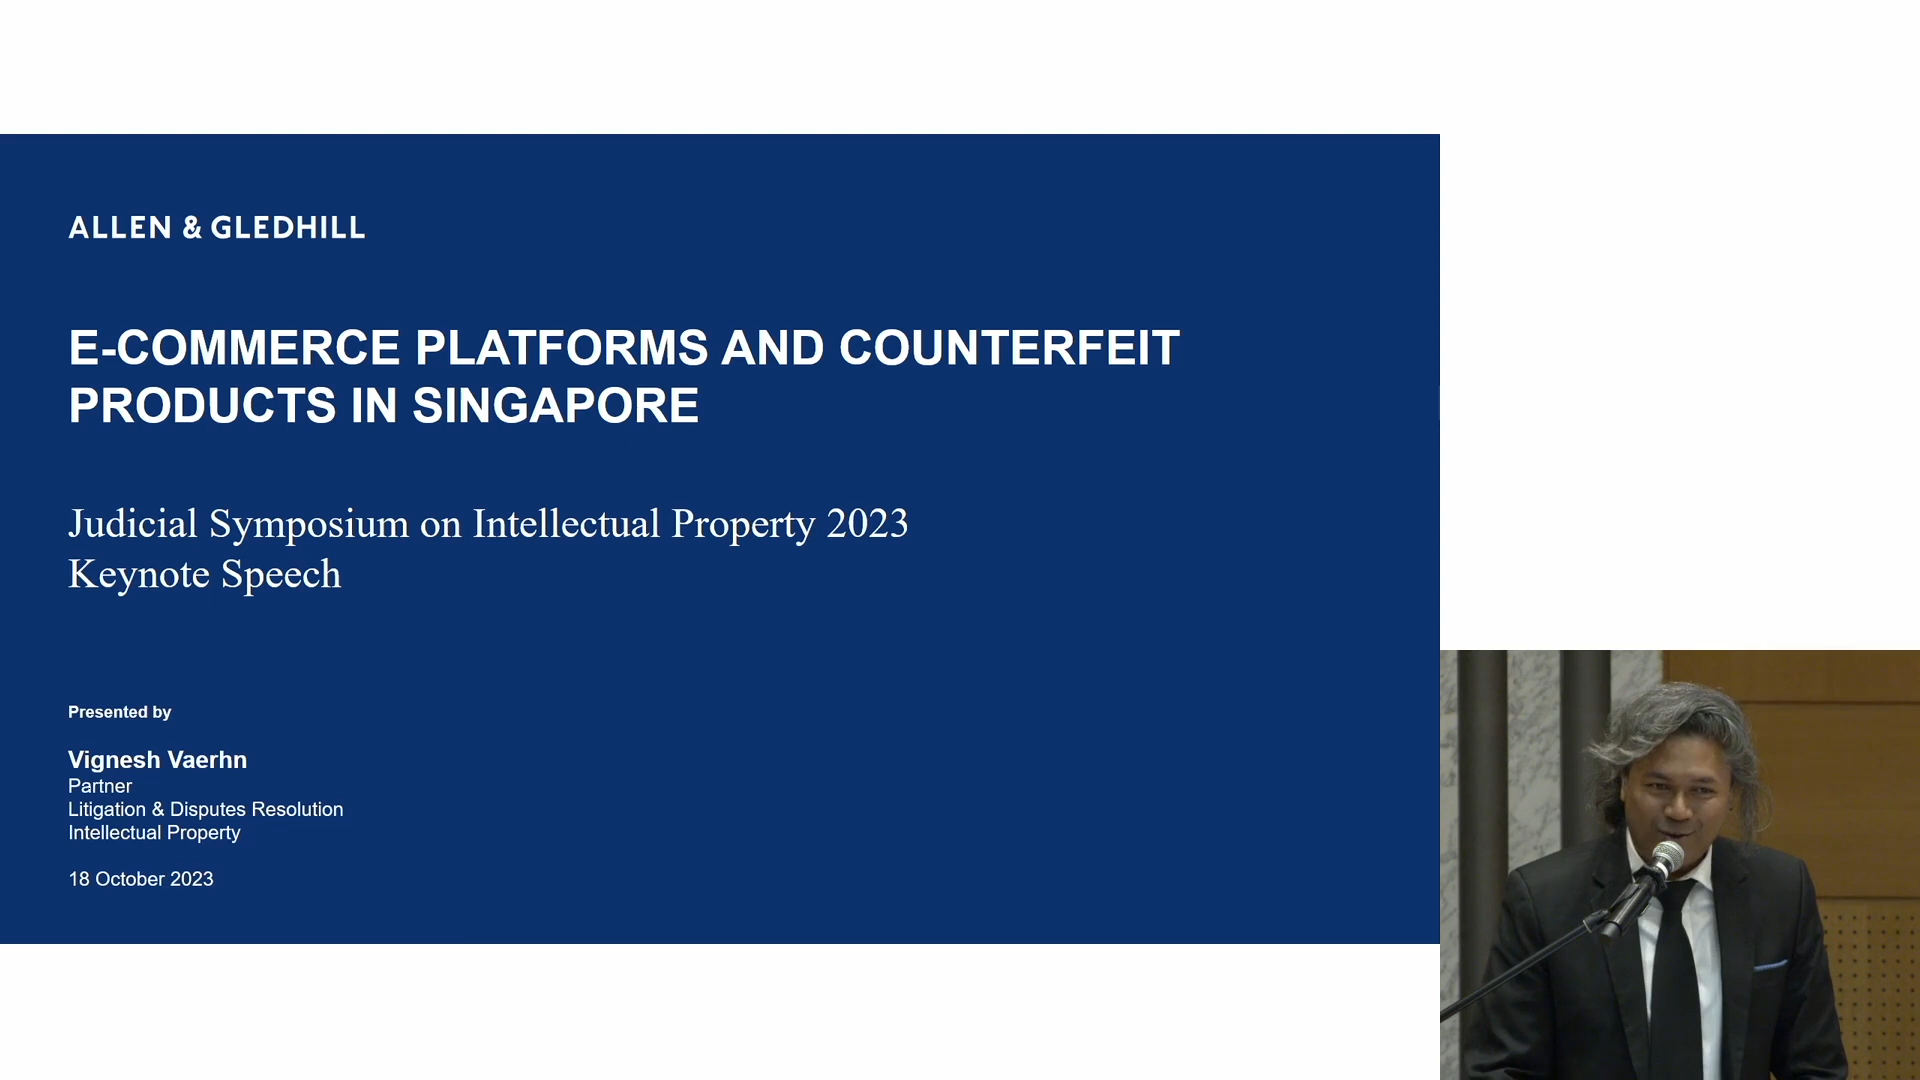 ALLEN & GLEDHILL
E-COMMERCE PLATFORMS AND COUNTERFEIT
PRODUCTS IN SINGAPORE
Judicial Symposium on Intellectual Property 2023
Keynote Speech
Presented by
Vignesh Vaerhn
Partner
Litigation & Disputes Resolution
Intellectual Property
18 October 2023